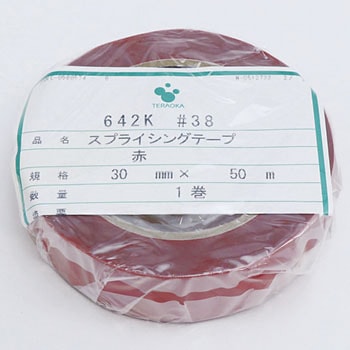 TERAOKA
642K #38
品名 スプライシングテープ
赤
規格 30 mm × 50 m
数量 1巻